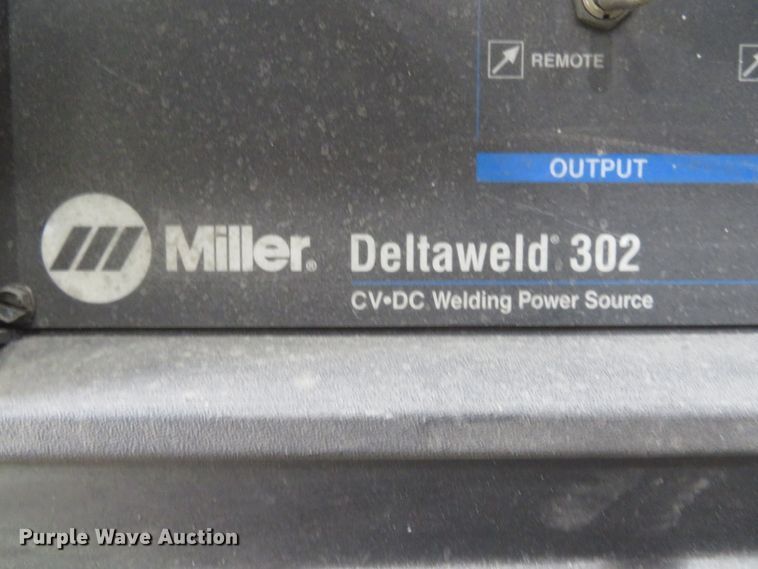 REMOTE
OUTPUT
Miller® Deltaweld® 302
CV•DC Welding Power Source
Purple Wave Auction